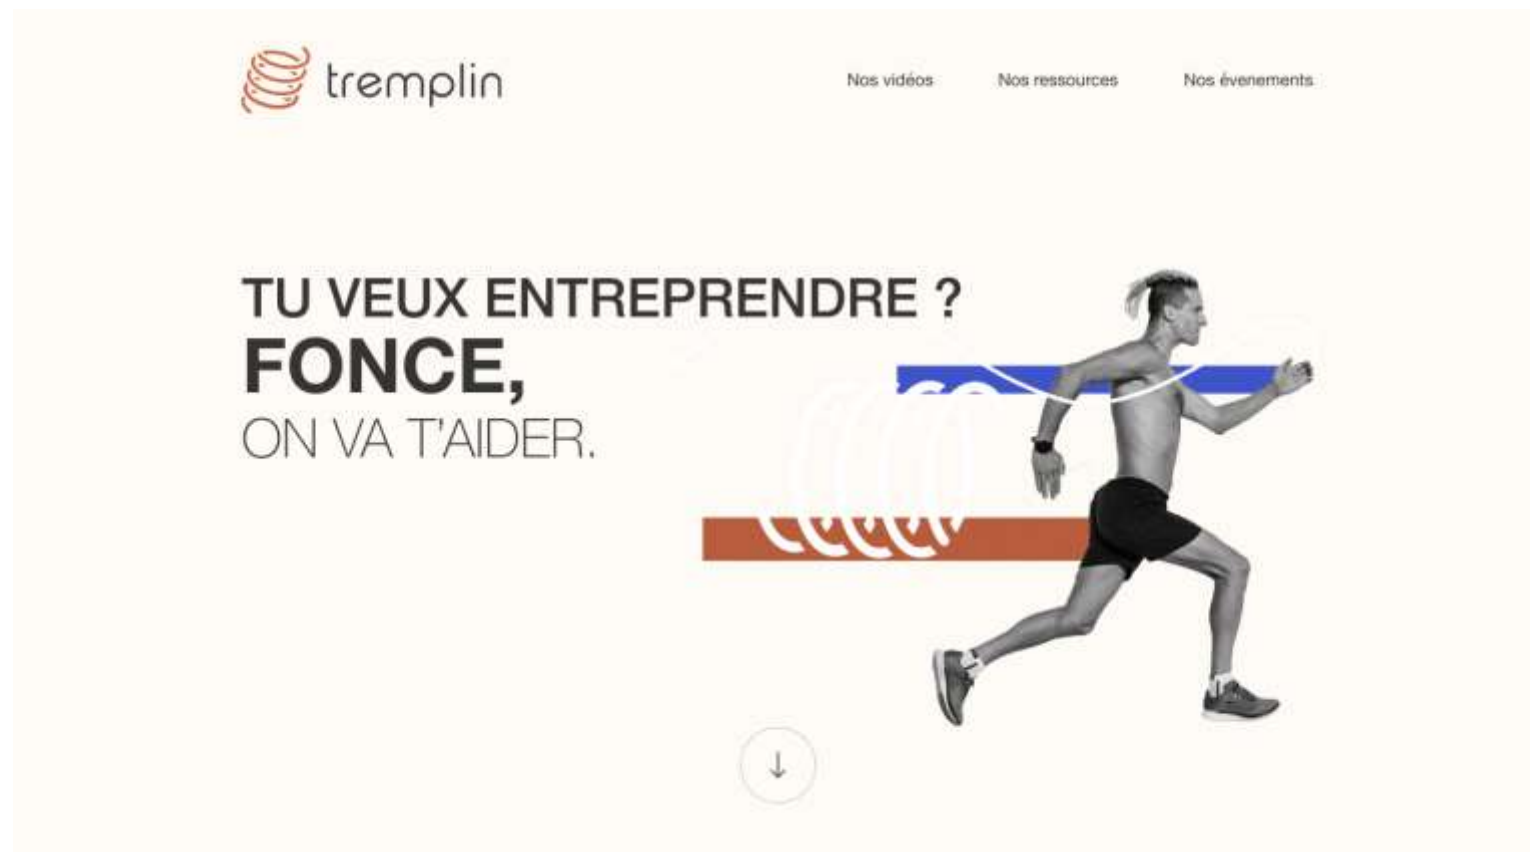 tremplin
Nos vidéos
Nos ressources
Nos évenements
TU VEUX ENTREPRENDRE ?
FONCE,
ON VA T'AIDER.